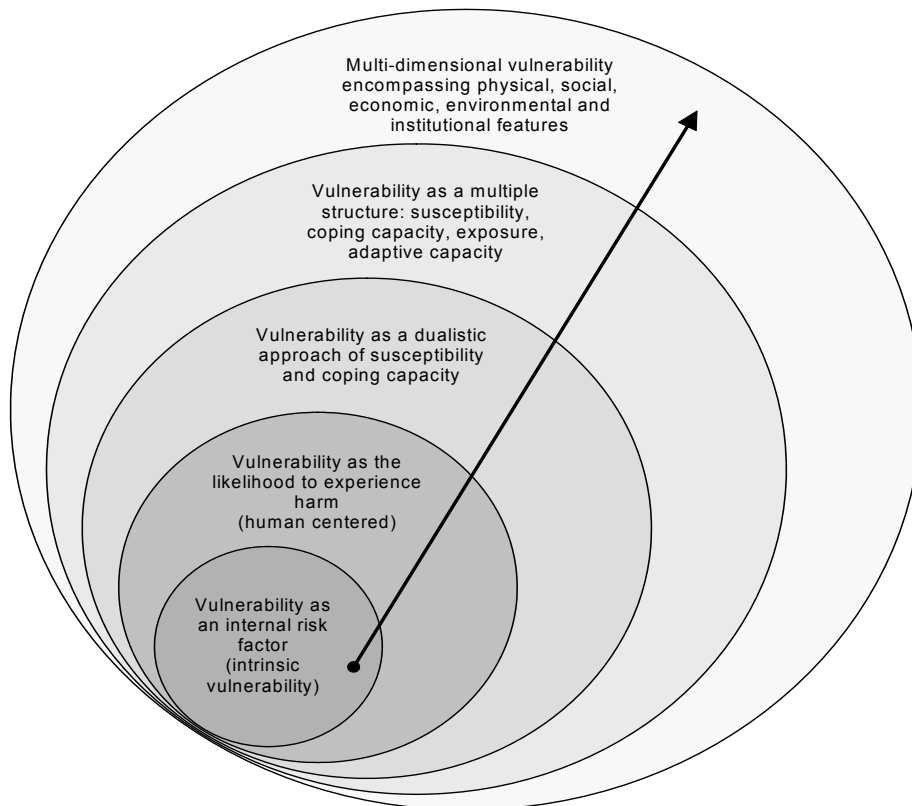 Multi-dimensional vulnerability
encompassing physical, social,
economic, environmental and
institutional features
Vulnerability as a multiple
structure: susceptibility,
coping capacity, exposure,
adaptive capacity
Vulnerability as a dualistic
approach of susceptibility
and coping capacity
Vulnerability as the
likelihood to experience
harm
(human centered)
Vulnerability as
an internal risk
factor
(intrinsic
vulnerability)